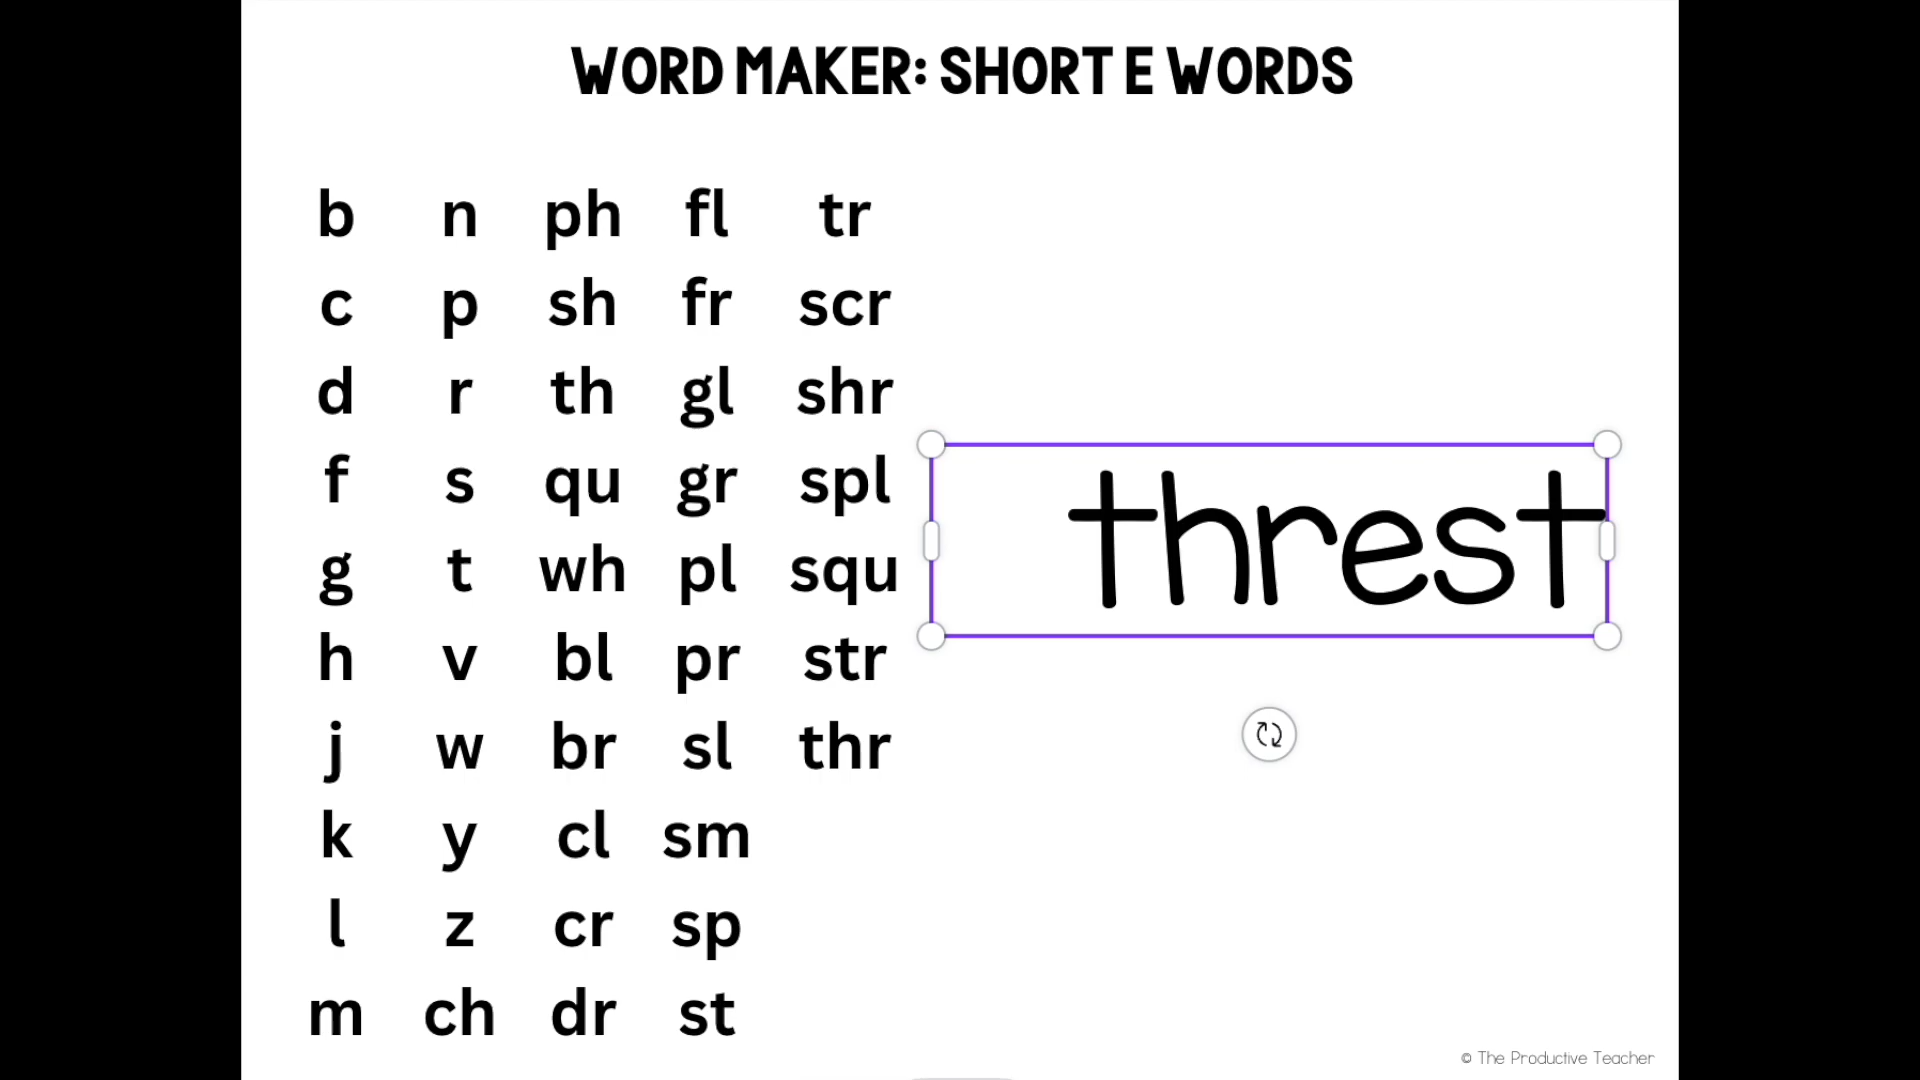 WORD MAKER: SHORT E WORDS
b n ph fl tr
c p sh fr scr
d r th gl shr
f s qu gr spl
g t wh pl squ
h v bl pr str
j w br sl thr
k y cl sm
l z cr sp
m ch dr st
threst
© The Productive Teacher